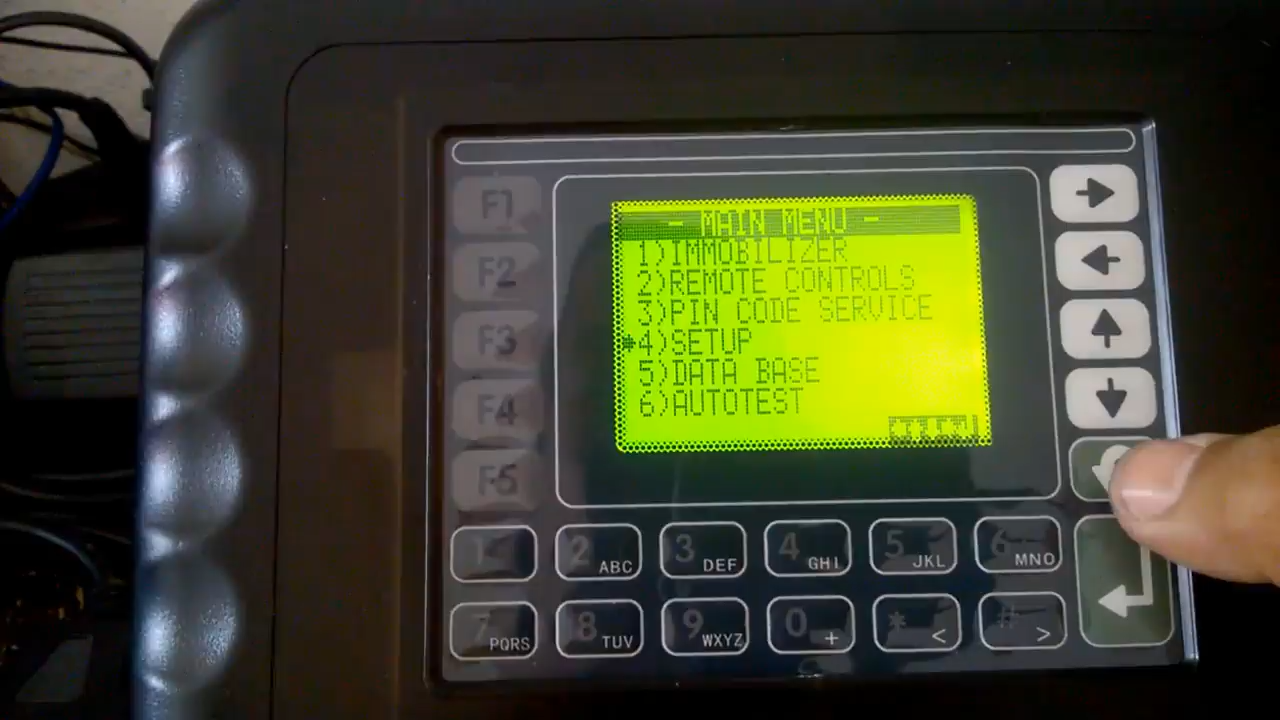 - MAIN MENU -
1)IMMOBILIZER
2)REMOTE CONTROLS
3)PIN CODE SERVICE
4)SETUP
5)DATA BASE
6)AUTOTEST
F1
F2
F3
F4
F5
1
2 ABC
3 DEF
4 GHI
5 JKL
6 MNO
7 PQRS
8 TUV
9 WXYZ
0 +
* <
# >